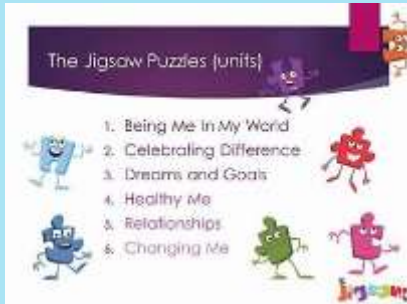 The Jigsaw Puzzles (units)
1. Being Me In My World
2. Celebrating Difference
3. Dreams and Goals
4. Healthy Me
5. Relationships
6. Changing Me
jigsaw